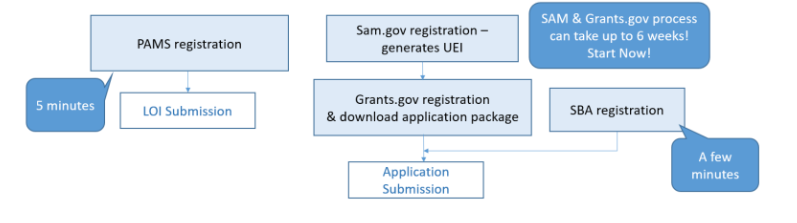 PAMS registration
5 minutes
LOI Submission
Sam.gov registration –
generates UEI
SAM & Grants.gov process
can take up to 6 weeks!
Start Now!
Grants.gov registration
& download application package
SBA registration
A few
minutes
Application
Submission